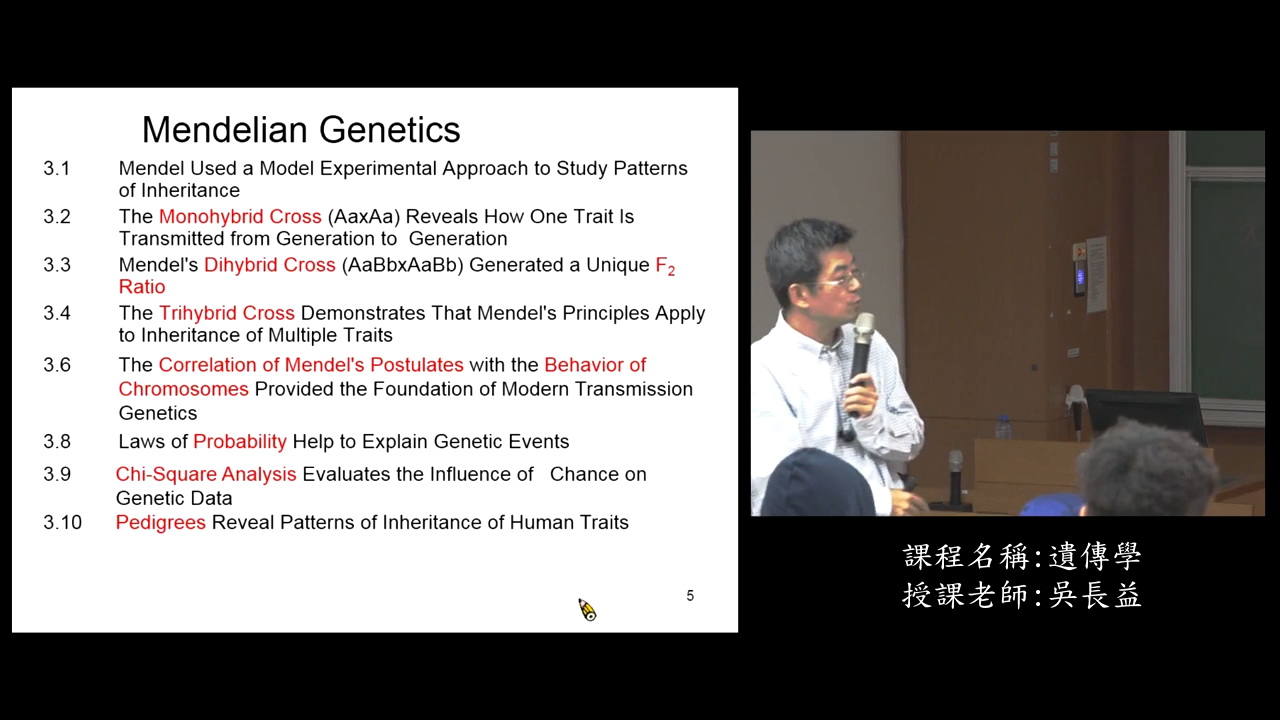 Mendelian Genetics
3.1 Mendel Used a Model Experimental Approach to Study Patterns
of Inheritance
3.2 The Monohybrid Cross (AaxAa) Reveals How One Trait Is
Transmitted from Generation to Generation
3.3 Mendel's Dihybrid Cross (AaBbxAaBb) Generated a Unique F2
Ratio
3.4 The Trihybrid Cross Demonstrates That Mendel's Principles Apply
to Inheritance of Multiple Traits
3.6 The Correlation of Mendel's Postulates with the Behavior of
Chromosomes Provided the Foundation of Modern Transmission
Genetics
3.8 Laws of Probability Help to Explain Genetic Events
3.9 Chi-Square Analysis Evaluates the Influence of Chance on
Genetic Data
3.10 Pedigrees Reveal Patterns of Inheritance of Human Traits
5
課程名稱:遺傳學
授課老師:吳長益